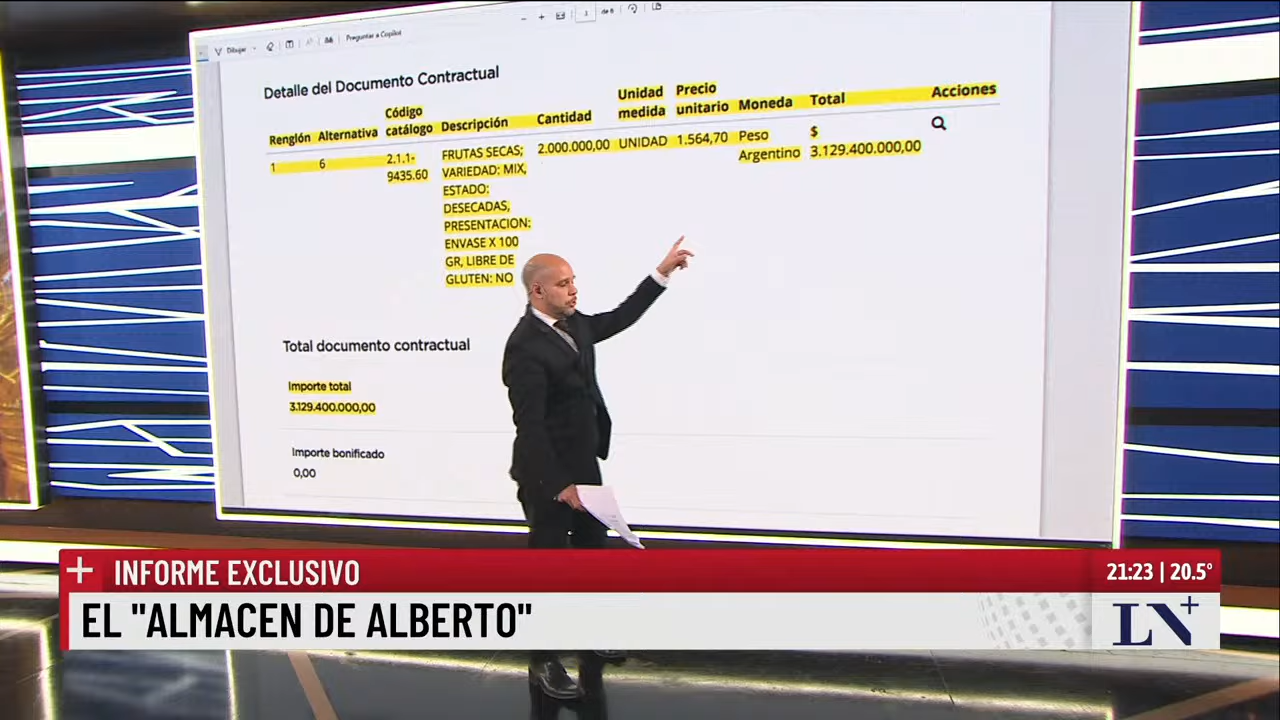 Dibujar
Preguntar a Copilot
1
de 6
Detalle del Documento Contractual
Renglón Alternativa Código catálogo Descripción Cantidad Unidad medida Precio unitario Moneda Total Acciones
1 6 2.1.1-9435.60 FRUTAS SECAS; 2.000.000,00 UNIDAD 1.564,70 Peso Argentino $ 3.129.400.000,00
VARIEDAD: MIX,
ESTADO:
DESECADAS,
PRESENTACION:
ENVASE X 100
GR, LIBRE DE
GLUTEN: NO
Total documento contractual
Importe total
3.129.400.000,00
Importe bonificado
0,00
INFORME EXCLUSIVO
21:23 | 20.5°
EL "ALMACEN DE ALBERTO"
LN+